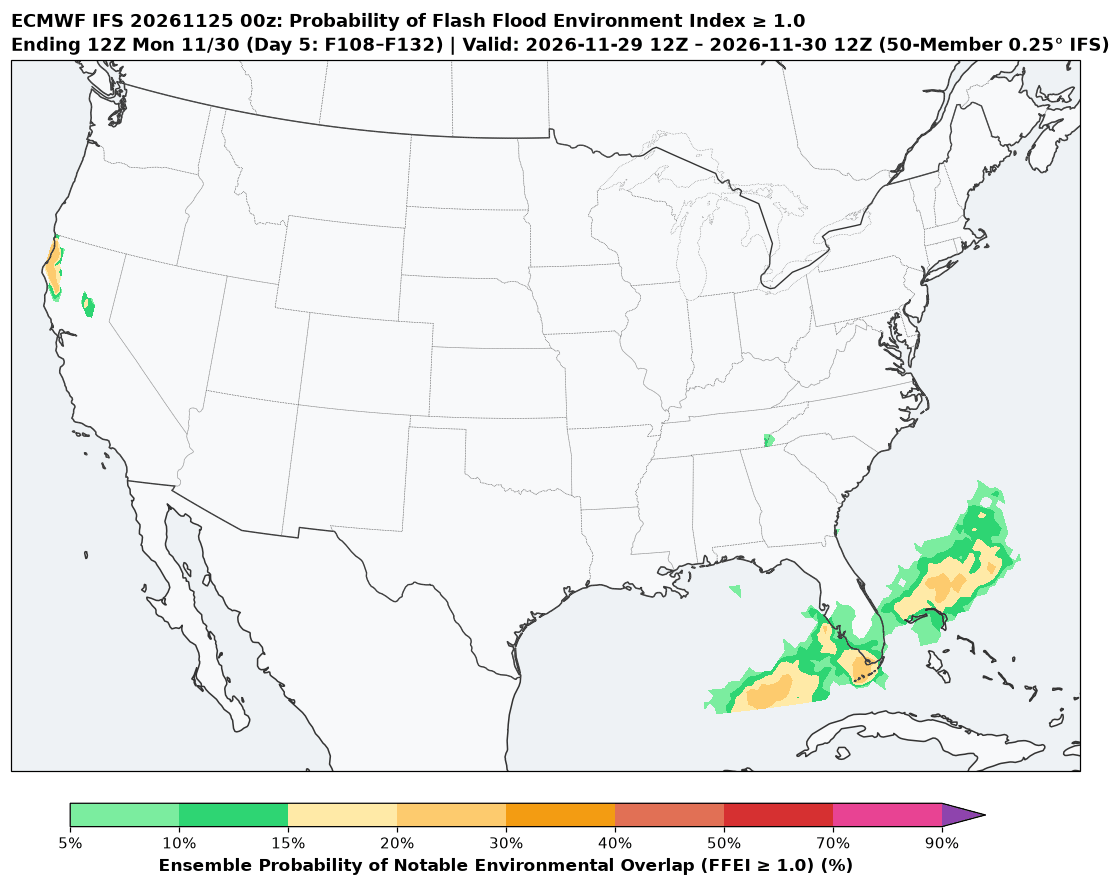 ECMWF IFS 20261125 00z: Probability of Flash Flood Environment Index ≥ 1.0
Ending 12Z Mon 11/30 (Day 5: F108–F132) | Valid: 2026-11-29 12Z – 2026-11-30 12Z (50-Member 0.25° IFS)
5% 10% 15% 20% 30% 40% 50% 70% 90%
Ensemble Probability of Notable Environmental Overlap (FFEI ≥ 1.0) (%)